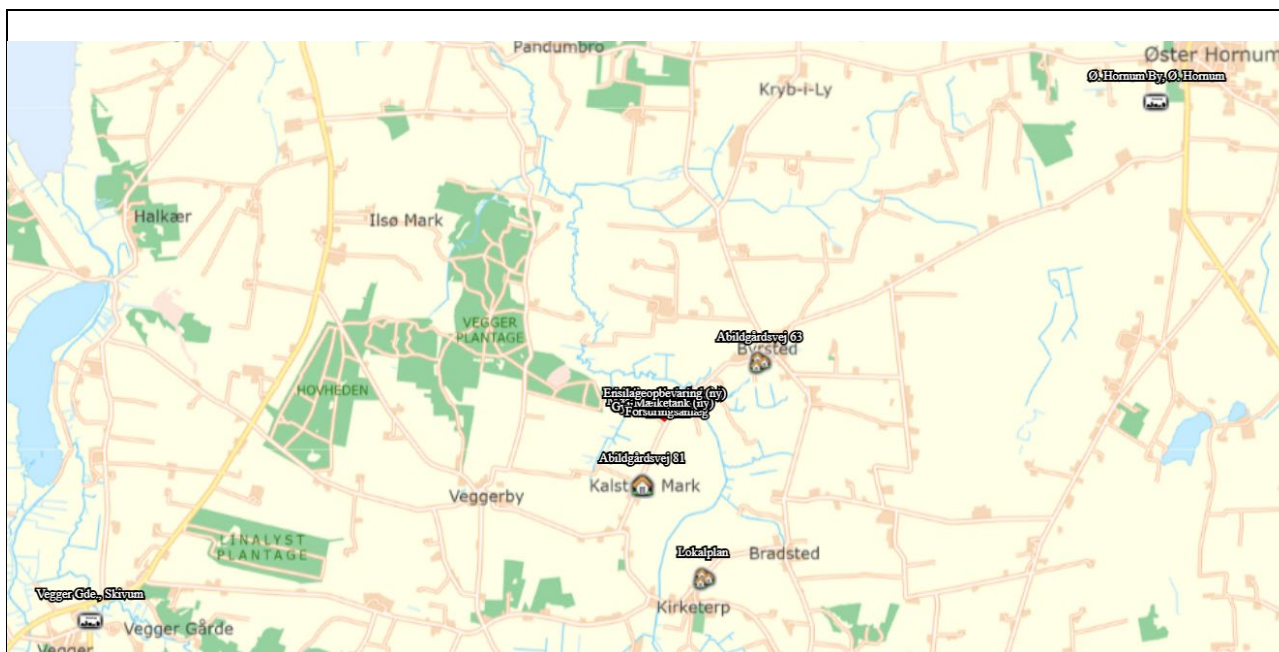 Pandumbro
Øster Hornum
Ø. Hornum By, Ø. Hornum
Kryb-i-Ly
Halkær
Ilsø Mark
VEGGER
PLANTAGE
Abildgårdsvej 63
Byrsted
HOVHEDEN
Ensilageopbevaring (ny)
Mælketank (ny)
Forsuringsanlæg
Abildgårdsvej 81
Kalst Mark
Veggerby
LINALYST
PLANTAGE
Lokalplan
Bradsted
Vegger Gde., Skivum
Kirketerp
Vegger Gårde
Vegger